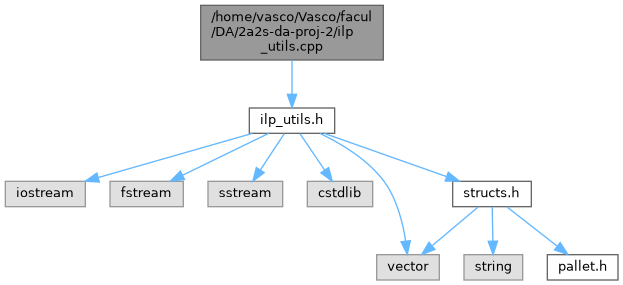 /home/vasco/Vasco/facul
/DA/2a2s-da-proj-2/ilp
_utils.cpp
ilp_utils.h
iostream
fstream
sstream
cstdlib
structs.h
vector
string
pallet.h